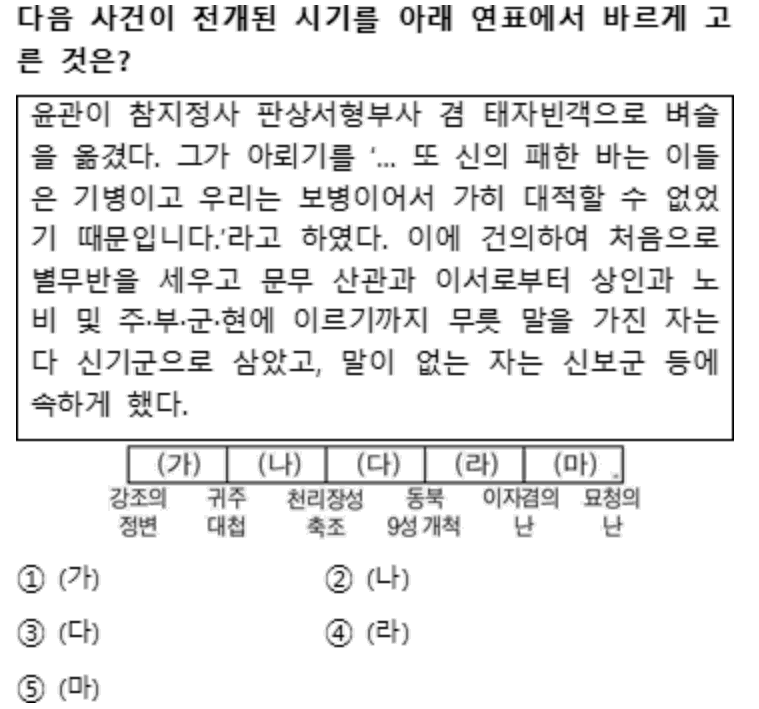 다음 사건이 전개된 시기를 아래 연표에서 바르게 고
른 것은?
윤관이 참지정사 판상서형부사 겸 태자빈객으로 벼슬
을 옮겼다. 그가 아뢰기를 ‘... 또 신의 패한 바는 이들
은 기병이고 우리는 보병이어서 가히 대적할 수 없었
기 때문입니다.’라고 하였다. 이에 건의하여 처음으로
별무반을 세우고 문무 산관과 이서로부터 상인과 노
비 및 주·부·군·현에 이르기까지 무릇 말을 가진 자는
다 신기군으로 삼았고, 말이 없는 자는 신보군 등에
속하게 했다.
(가) (나) (다) (라) (마)
강조의 귀주 천리장성 동북 이자겸의 묘청의
정변 대첩 축조 9성 개척 난 난
① (가) ② (나)
③ (다) ④ (라)
⑤ (마)